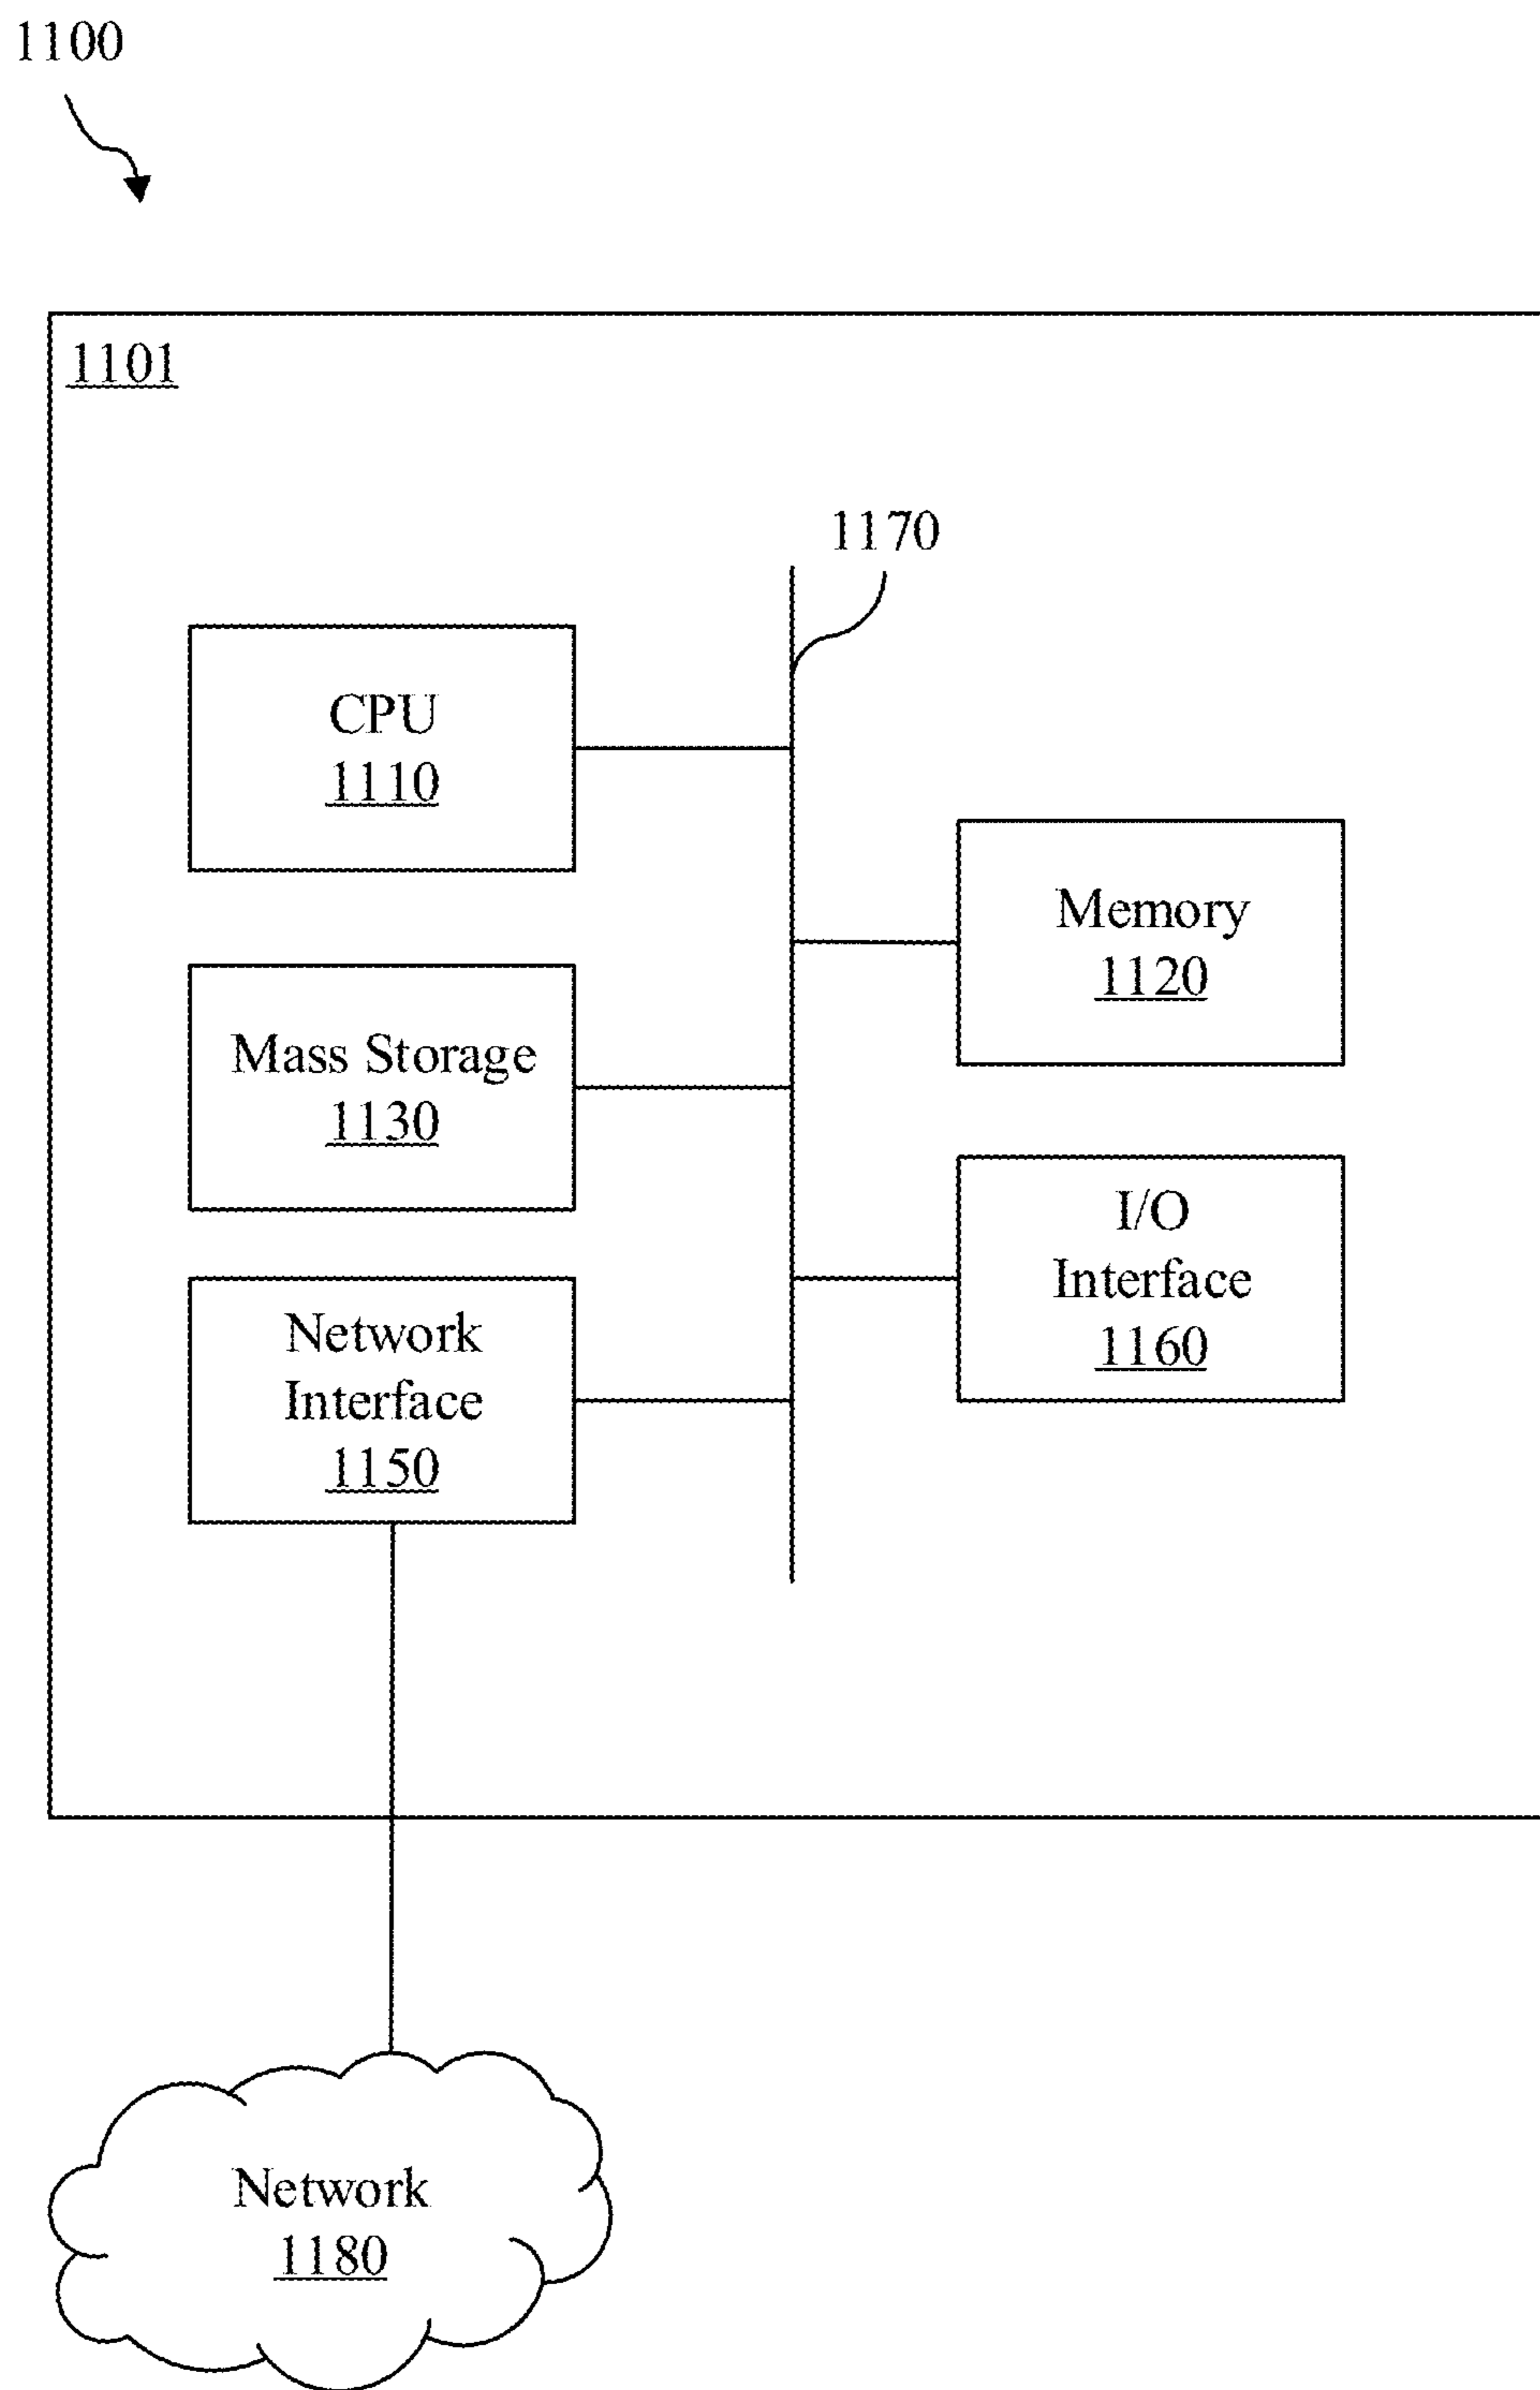 1100
1101
1170
CPU
1110
Memory
1120
Mass Storage
1130
I/O
Interface
1160
Network
Interface
1150
Network
1180